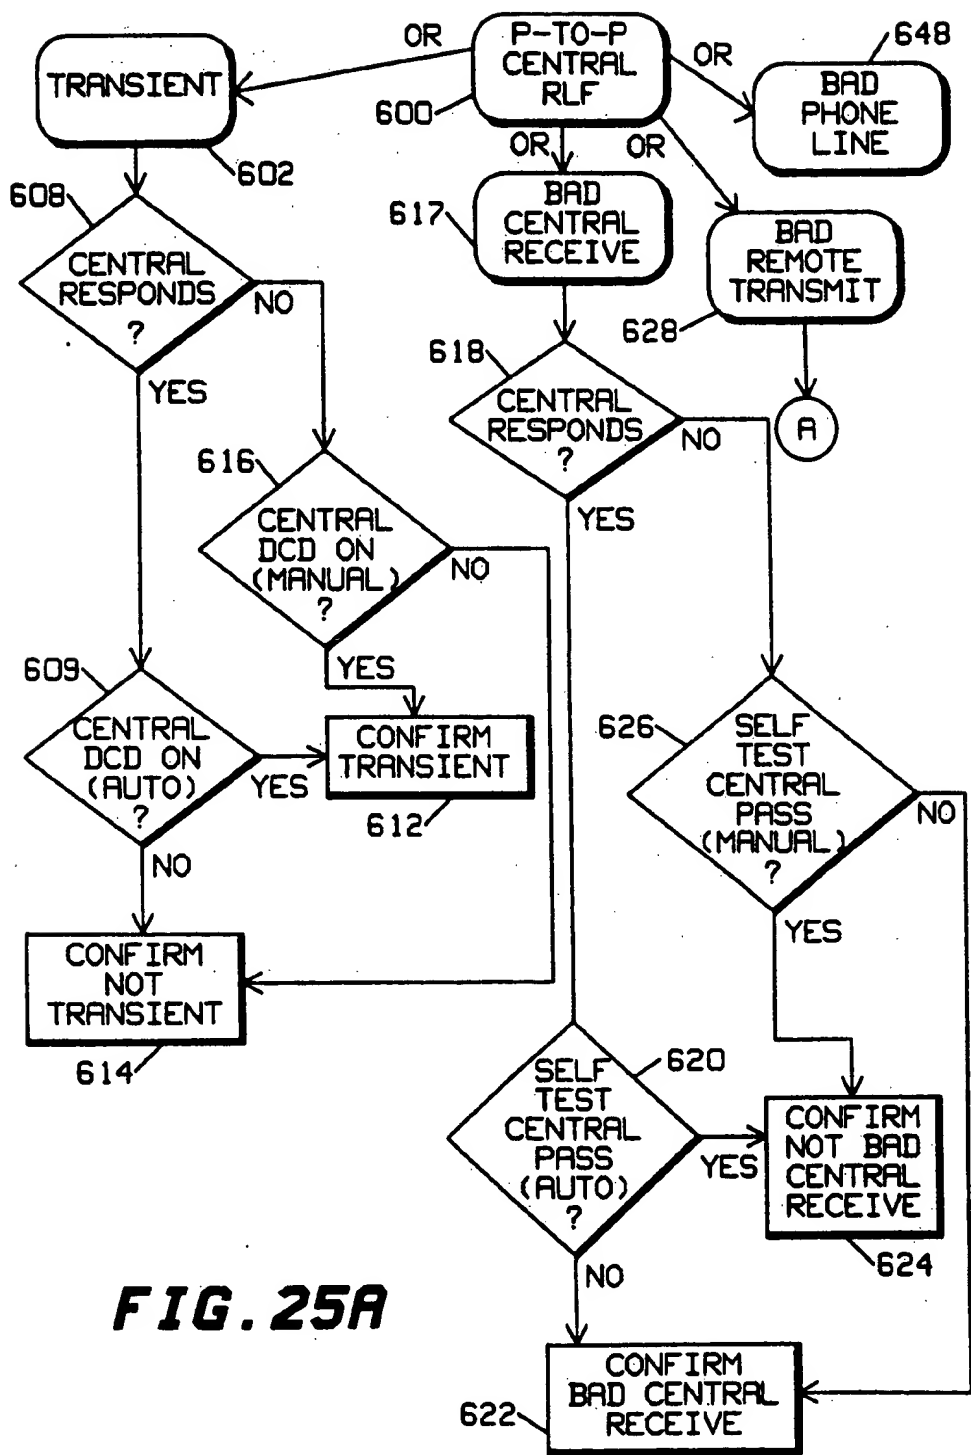 OR
P-TO-P
CENTRAL
RLF
600
OR
648
BAD
PHONE
LINE
TRANSIENT
602
OR
OR
608
CENTRAL
RESPONDS
?
NO
YES
617
BAD
CENTRAL
RECEIVE
BAD
REMOTE
TRANSMIT
628
A
618
CENTRAL
RESPONDS
?
NO
YES
616
CENTRAL
DCD ON
(MANUAL)
?
NO
YES
609
CENTRAL
DCD ON
(AUTO)
?
YES
NO
CONFIRM
TRANSIENT
612
626
SELF
TEST
CENTRAL
PASS
(MANUAL)
?
NO
YES
CONFIRM
NOT
TRANSIENT
614
620
SELF
TEST
CENTRAL
PASS
(AUTO)
?
YES
NO
CONFIRM
NOT BAD
CENTRAL
RECEIVE
624
FIG. 25A
CONFIRM
BAD CENTRAL
RECEIVE
622